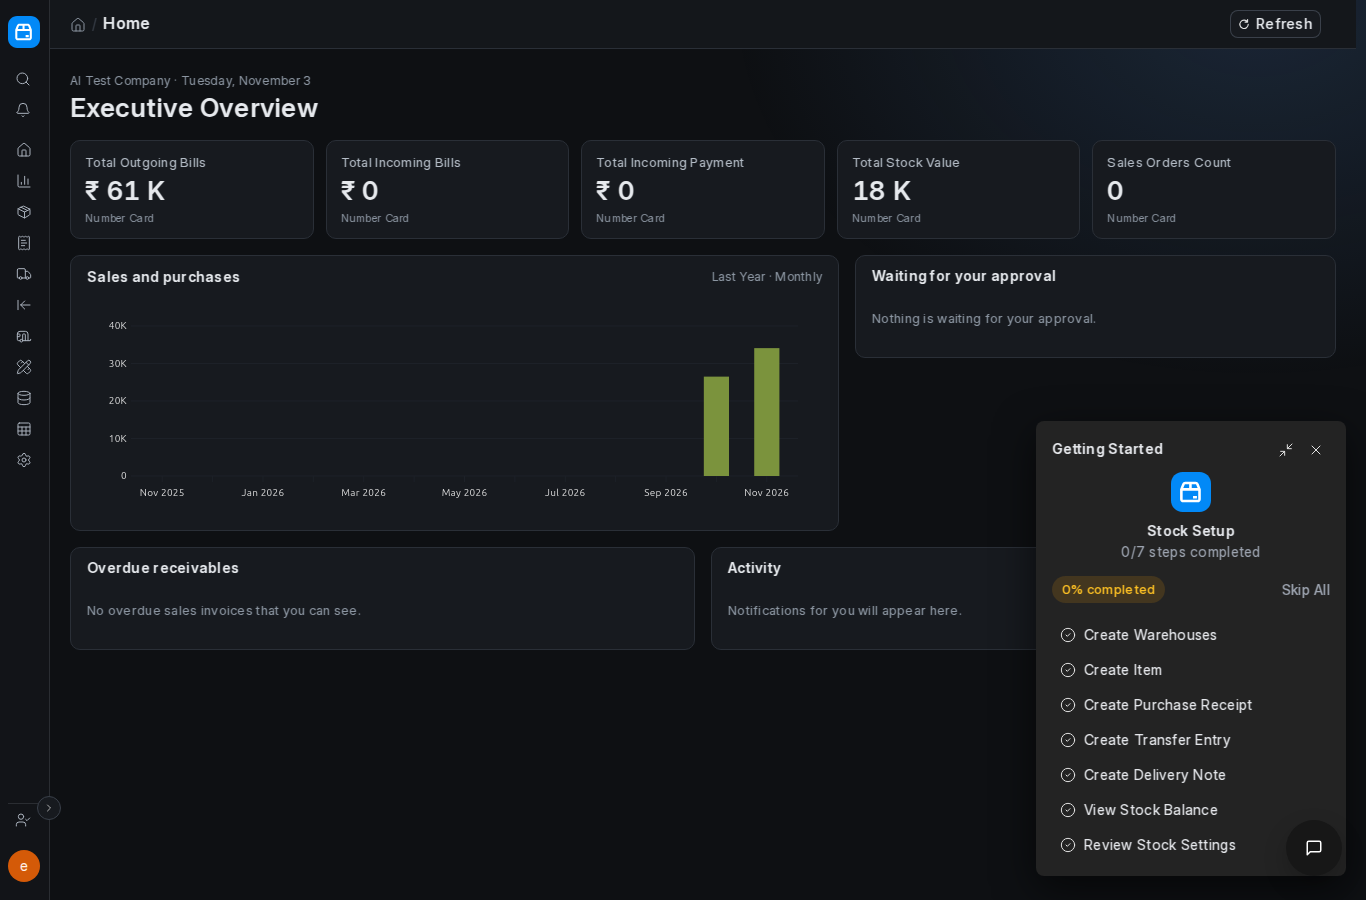 / Home
Refresh
AI Test Company · Tuesday, November 3
Executive Overview
Total Outgoing Bills
₹ 61 K
Number Card
Total Incoming Bills
₹ 0
Number Card
Total Incoming Payment
₹ 0
Number Card
Total Stock Value
18 K
Number Card
Sales Orders Count
0
Number Card
Sales and purchases
Last Year · Monthly
40K
30K
20K
10K
0
Nov 2025 Jan 2026 Mar 2026 May 2026 Jul 2026 Sep 2026 Nov 2026
Waiting for your approval
Nothing is waiting for your approval.
Overdue receivables
No overdue sales invoices that you can see.
Activity
Notifications for you will appear here.
Getting Started
Stock Setup
0/7 steps completed
0% completed
Skip All
Create Warehouses
Create Item
Create Purchase Receipt
Create Transfer Entry
Create Delivery Note
View Stock Balance
Review Stock Settings
e